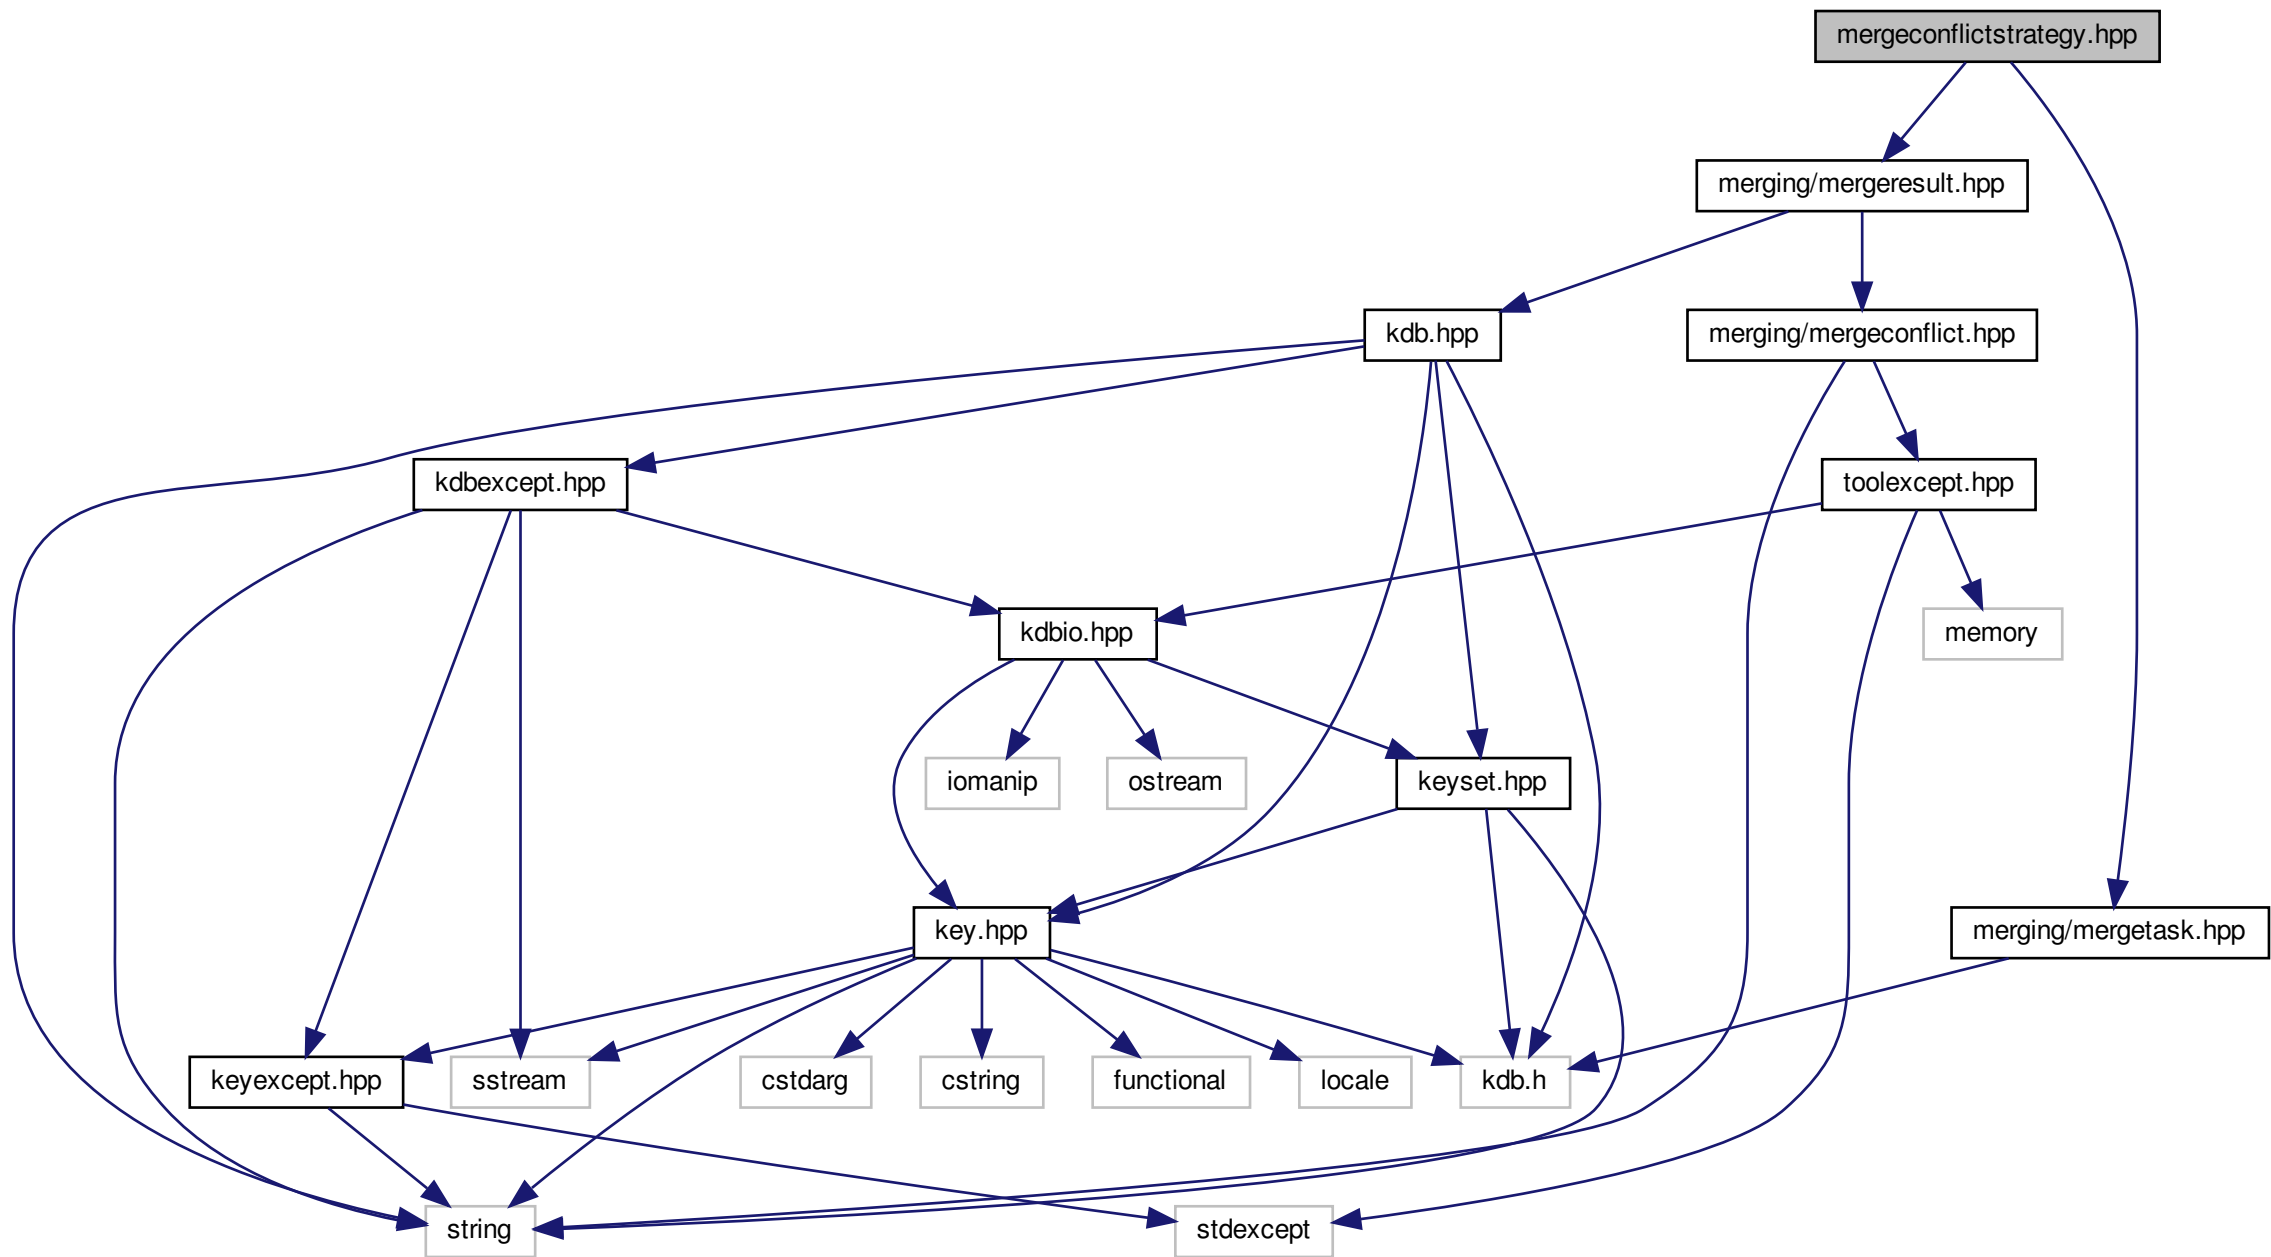 mergeconflictstrategy.hpp
merging/mergeresult.hpp
kdb.hpp
merging/mergeconflict.hpp
kdbexcept.hpp
toolexcept.hpp
kdbio.hpp
memory
iomanip
ostream
keyset.hpp
key.hpp
merging/mergetask.hpp
keyexcept.hpp
sstream
cstdarg
cstring
functional
locale
kdb.h
string
stdexcept